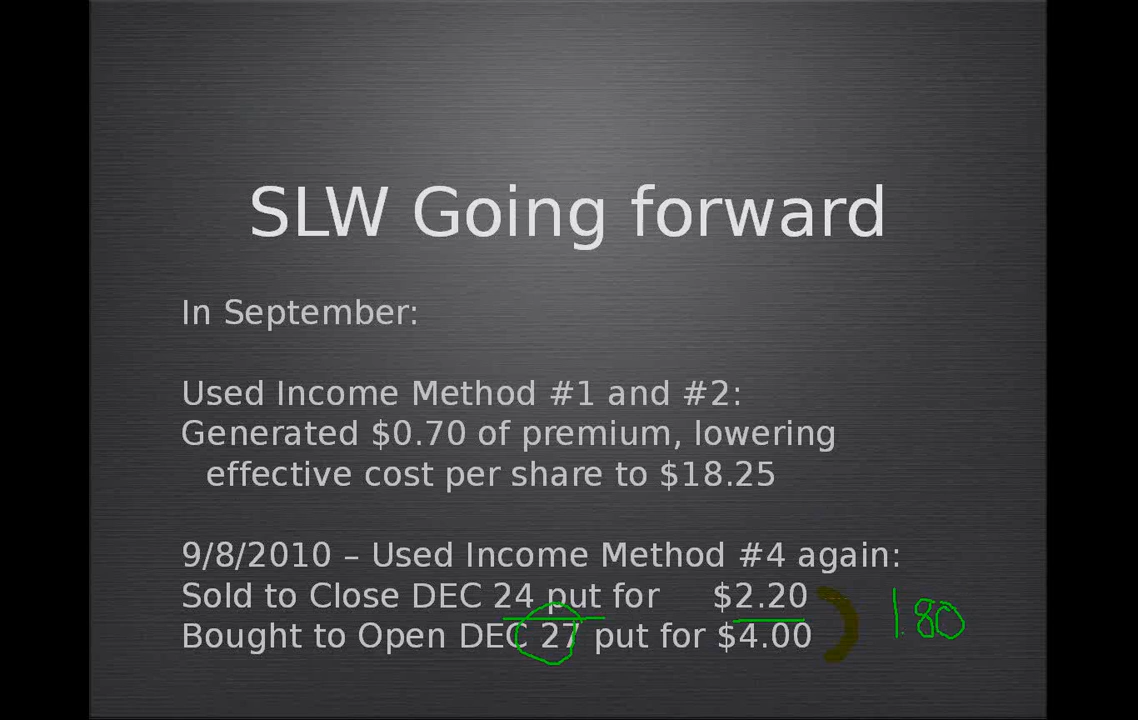 SLW Going forward
In September:
Used Income Method #1 and #2:
Generated $0.70 of premium, lowering
effective cost per share to $18.25
9/8/2010 – Used Income Method #4 again:
Sold to Close DEC 24 put for $2.20
Bought to Open DEC 27 put for $4.00
1.80